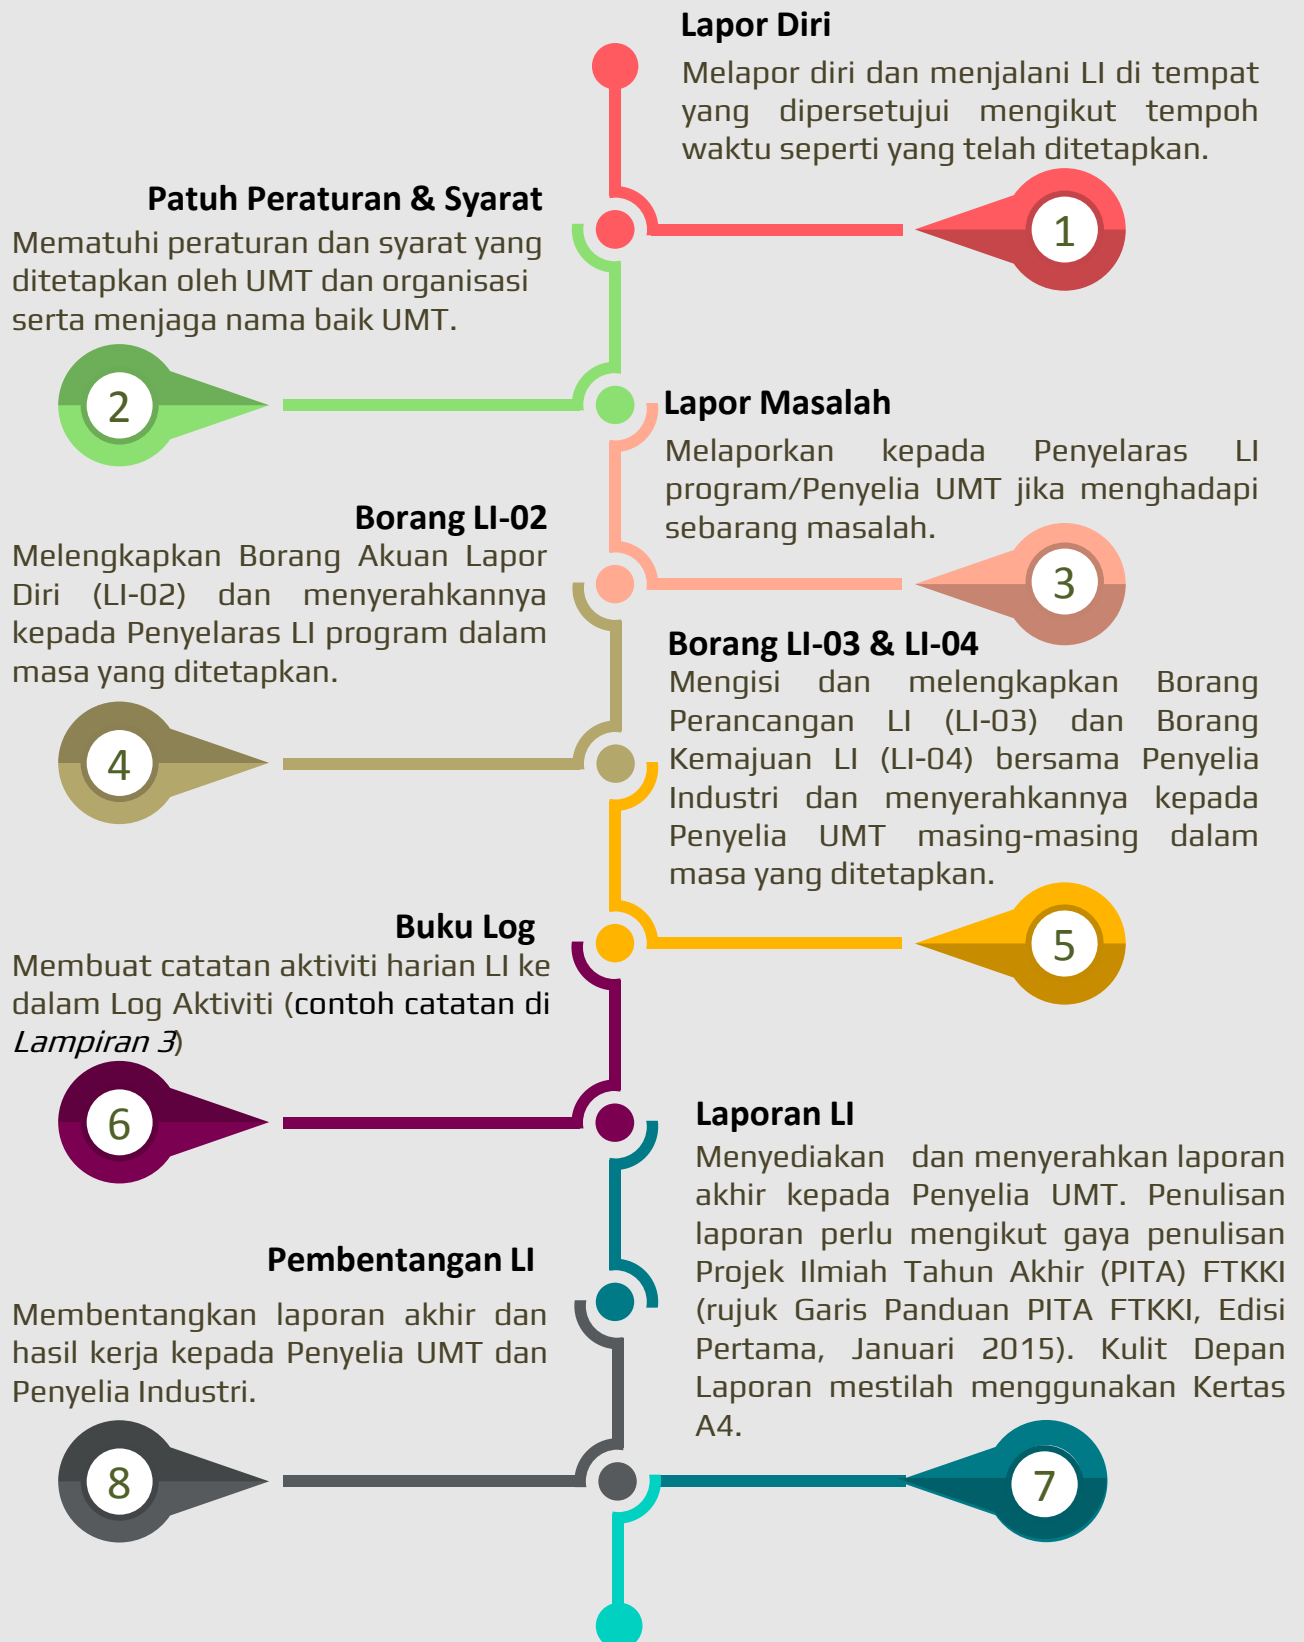 Lapor Diri
Melapor diri dan menjalani LI di tempat
yang dipersetujui mengikut tempoh
waktu seperti yang telah ditetapkan.
1
Patuh Peraturan & Syarat
Mematuhi peraturan dan syarat yang
ditetapkan oleh UMT dan organisasi
serta menjaga nama baik UMT.
2
Lapor Masalah
Melaporkan kepada Penyelaras LI
program/Penyelia UMT jika menghadapi
sebarang masalah.
3
Borang LI-02
Melengkapkan Borang Akuan Lapor
Diri (LI-02) dan menyerahkannya
kepada Penyelaras LI program dalam
masa yang ditetapkan.
4
Borang LI-03 & LI-04
Mengisi dan melengkapkan Borang
Perancangan LI (LI-03) dan Borang
Kemajuan LI (LI-04) bersama Penyelia
Industri dan menyerahkannya kepada
Penyelia UMT masing-masing dalam
masa yang ditetapkan.
5
Buku Log
Membuat catatan aktiviti harian LI ke
dalam Log Aktiviti (contoh catatan di
Lampiran 3)
6
Laporan LI
Menyediakan dan menyerahkan laporan
akhir kepada Penyelia UMT. Penulisan
laporan perlu mengikut gaya penulisan
Projek Ilmiah Tahun Akhir (PITA) FTKKI
(rujuk Garis Panduan PITA FTKKI, Edisi
Pertama, Januari 2015). Kulit Depan
Laporan mestilah menggunakan Kertas
A4.
7
Pembentangan LI
Membentangkan laporan akhir dan
hasil kerja kepada Penyelia UMT dan
Penyelia Industri.
8